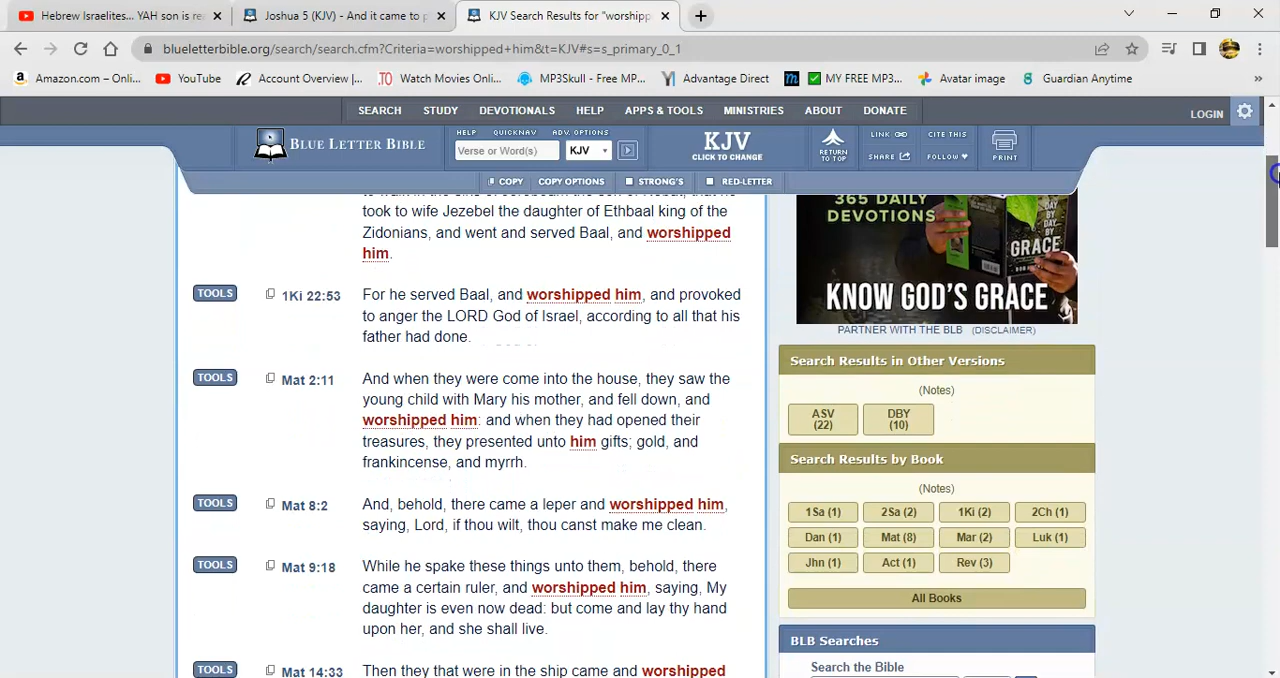 Hebrew Israelites... YAH son is re
Joshua 5 (KJV) - And it came to p
KJV Search Results for "worshipp
blueletterbible.org/search/search.cfm?Criteria=worshipped+him&t=KJV#s=s_primary_0_1
Amazon.com – Onli... YouTube Account Overview |... Watch Movies Onlin... MP3Skull - Free MP... Advantage Direct MY FREE MP3... Avatar image Guardian Anytime
SEARCH STUDY DEVOTIONALS HELP APPS & TOOLS MINISTRIES ABOUT DONATE LOGIN
BLUE LETTER BIBLE
HELP QUICKNAV ADV. OPTIONS
Verse or Word(s) KJV
KJV
CLICK TO CHANGE
RETURN
TO TOP
LINK CITE THIS
SHARE FOLLOW
PRINT
COPY COPY OPTIONS STRONG'S RED-LETTER
took to wife Jezebel the daughter of Ethbaal king of the
Zidonians, and went and served Baal, and worshipped
him.
TOOLS 1Ki 22:53 For he served Baal, and worshipped him, and provoked
to anger the LORD God of Israel, according to all that his
father had done.
TOOLS Mat 2:11 And when they were come into the house, they saw the
young child with Mary his mother, and fell down, and
worshipped him: and when they had opened their
treasures, they presented unto him gifts; gold, and
frankincense, and myrrh.
TOOLS Mat 8:2 And, behold, there came a leper and worshipped him,
saying, Lord, if thou wilt, thou canst make me clean.
TOOLS Mat 9:18 While he spake these things unto them, behold, there
came a certain ruler, and worshipped him, saying, My
daughter is even now dead: but come and lay thy hand
upon her, and she shall live.
TOOLS Mat 14:33 Then they that were in the ship came and worshipped
365 DAILY
DEVOTIONS
DAY
BY DAY
BY
GRACE
KNOW GOD'S GRACE
PARTNER WITH THE BLB (DISCLAIMER)
Search Results in Other Versions
(Notes)
ASV
(22)
DBY
(10)
Search Results by Book
(Notes)
1Sa (1) 2Sa (2) 1Ki (2) 2Ch (1)
Dan (1) Mat (8) Mar (2) Luk (1)
Jhn (1) Act (1) Rev (3)
All Books
BLB Searches
Search the Bible